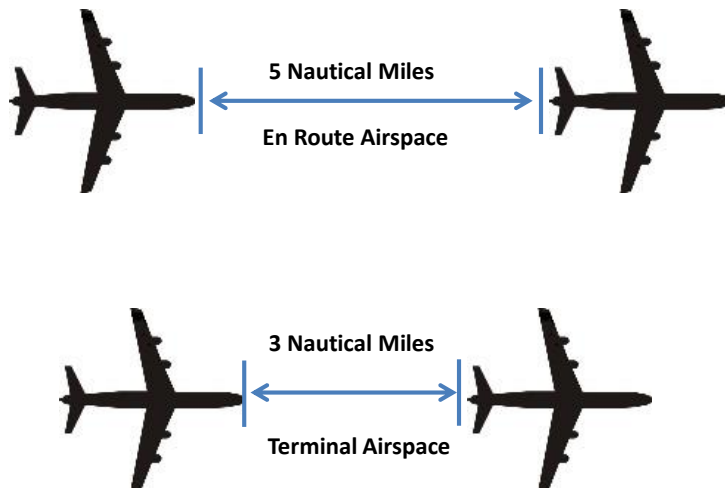 5 Nautical Miles
En Route Airspace
3 Nautical Miles
Terminal Airspace